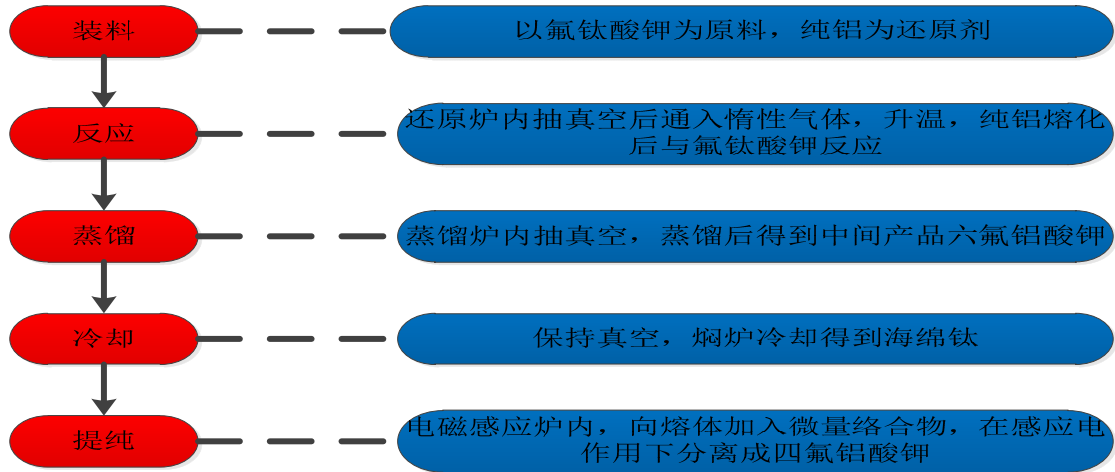 装料
以氟钛酸钾为原料，纯铝为还原剂
反应
还原炉内抽真空后通入惰性气体，升温，纯铝熔化
后与氟钛酸钾反应
蒸馏
蒸馏炉内抽真空，蒸馏后得到中间产品六氟铝酸钾
冷却
保持真空，焖炉冷却得到海绵钛
提纯
电磁感应炉内，向熔体加入微量络合物，在感应电
作用下分离成四氟铝酸钾